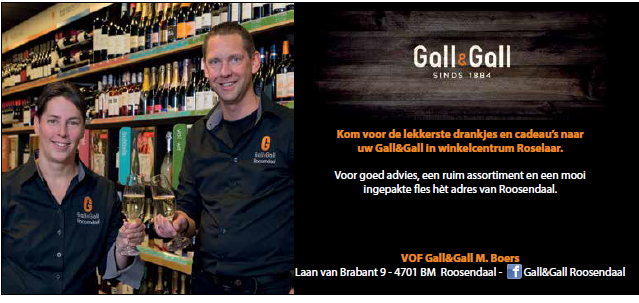 Gall&Gall
SINDS 1884
Kom voor de lekkerste drankjes en cadeau's naar
uw Gall&Gall in winkelcentrum Roselaar.
Voor goed advies, een ruim assortiment en een mooi
ingepakte fles hèt adres van Roosendaal.
VOF Gall&Gall M. Boers
Laan van Brabant 9 - 4701 BM Roosendaal - f Gall&Gall Roosendaal
G
Gall&Gall
Roosendaal
G
Gall&Gall
Roosendaal